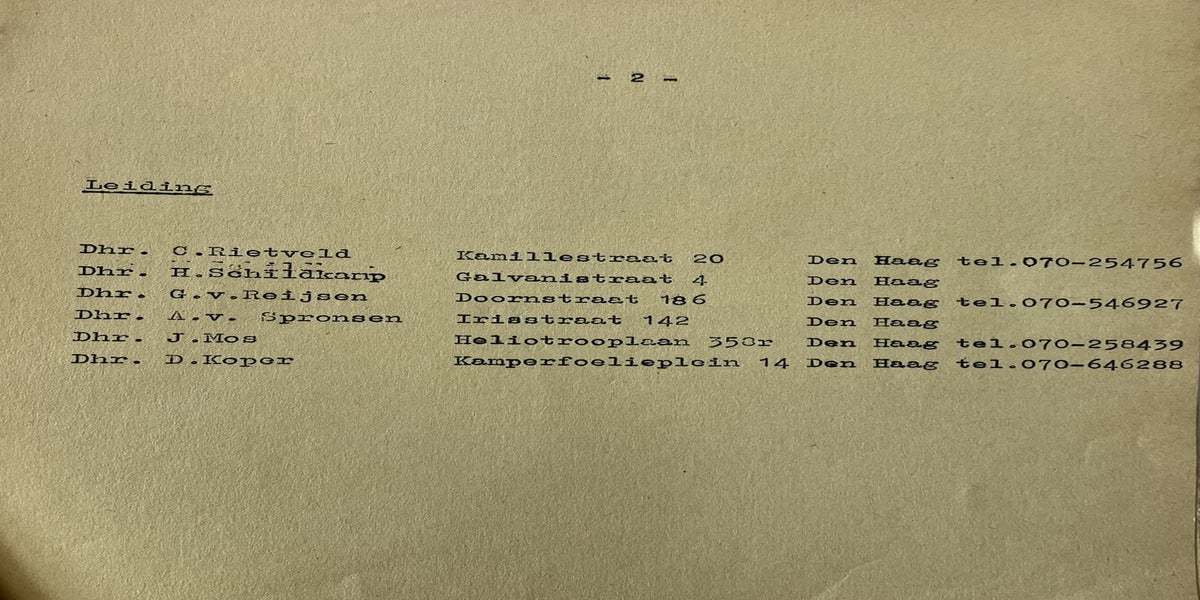 - 2 -
Leiding
Dhr. C.Rietveld Kamillestraat 20 Den Haag tel.070-254756
Dhr. H.Schildkamp Galvanistraat 4 Den Haag
Dhr. G.v.Reijsen Doornstraat 186 Den Haag tel.070-546927
Dhr. A.v. Spronsen Irisstraat 142 Den Haag
Dhr. J.Mos Heliotrooplaan 358r Den Haag tel.070-258439
Dhr. D.Koper Kamperfoelieplein 14 Den Haag tel.070-646288